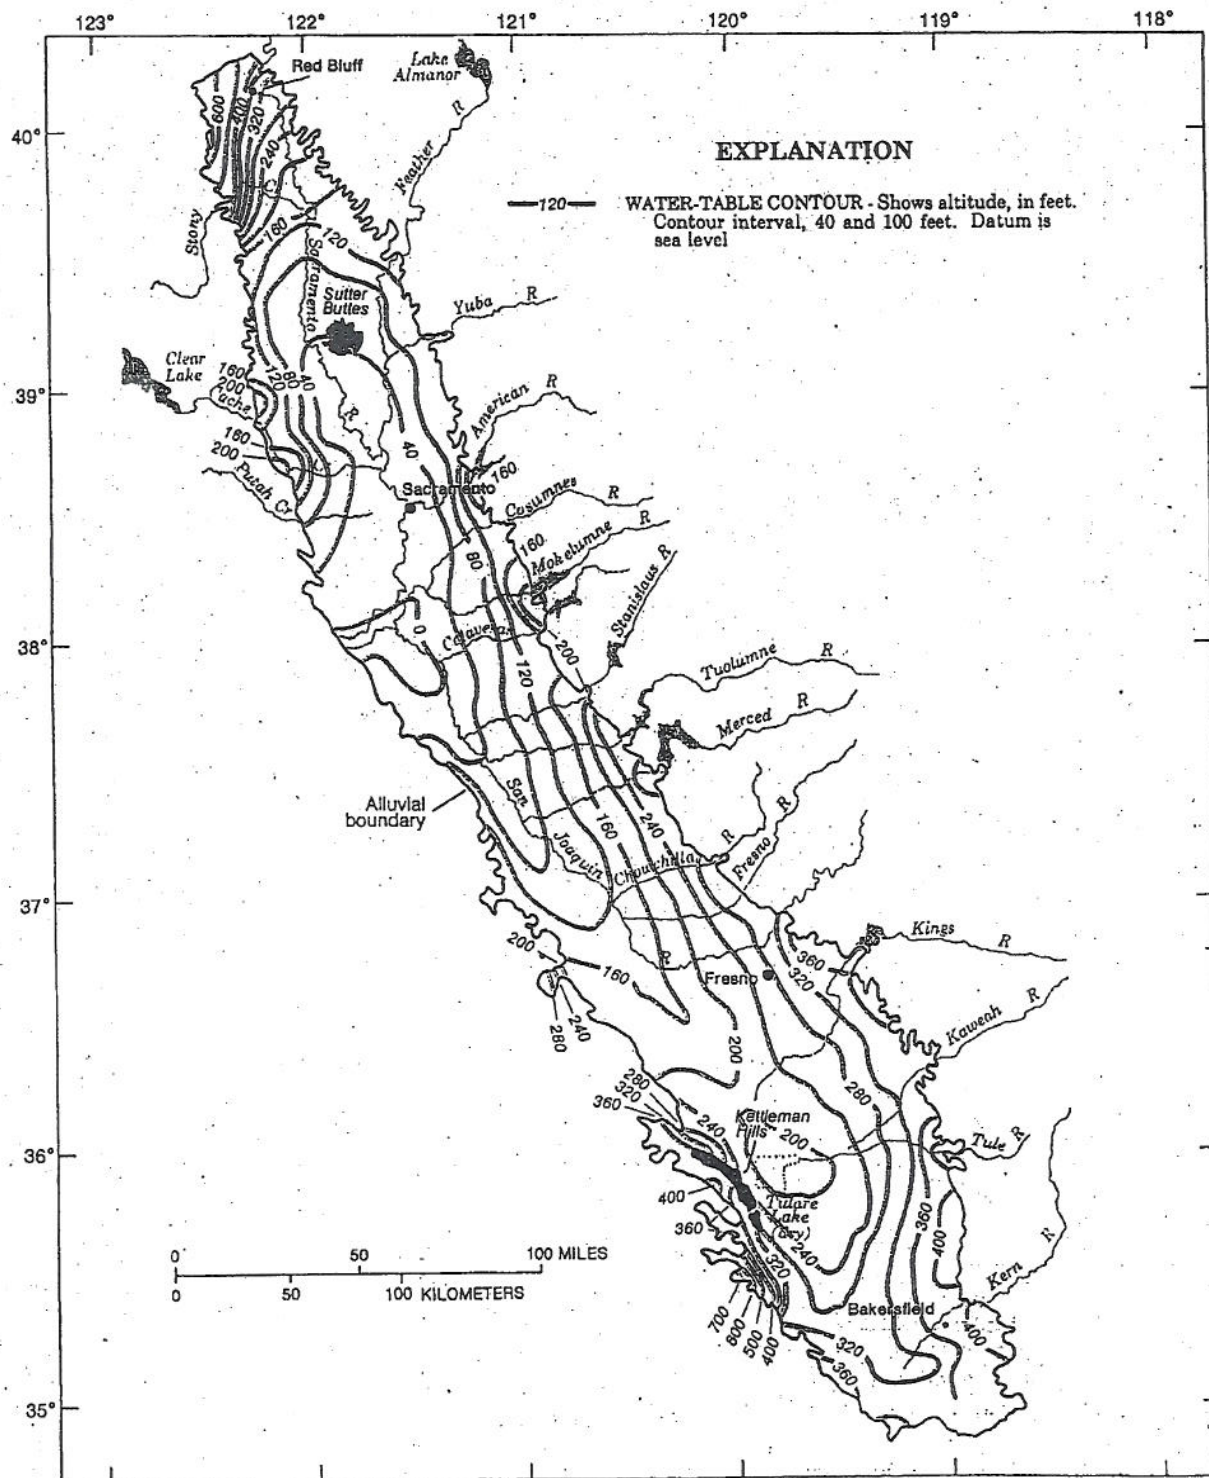 123° 122° 121° 120° 119° 118°
Red Bluff
Lake
Almanor
600
400
320
240
R
Feather
40°
EXPLANATION
120
WATER-TABLE CONTOUR - Shows altitude, in feet.
Contour interval, 40 and 100 feet. Datum is
sea level
Stony
Cr
160
120
Sacramento
Sutter
Buttes
Yuba R
Clear
Lake
160
200
120
80
40
39°
R
American R
160
200
40
Putah Cr
160
Sacramento
Cosumnes R
Mokelumne R
160
80
Stanislaus R
0
Calaveras
38°
200
120
Tuolumne R
Merced R
Alluvial
boundary
San
Joaquin
R
160
240
Chowchilla R
Fresno R
37°
200
160
R
Fresno
360
320
Kings R
240
280
Kaweah R
200
280
320
360
240
Kettleman
Hills
200
280
36°
Tule R
400
360
Tulare
Lake
(Dry)
240
320
360
400
Kern R
0 50 100 MILES
0 50 100 KILOMETERS
700
600
500
400
Bakersfield
320
360
400
35°